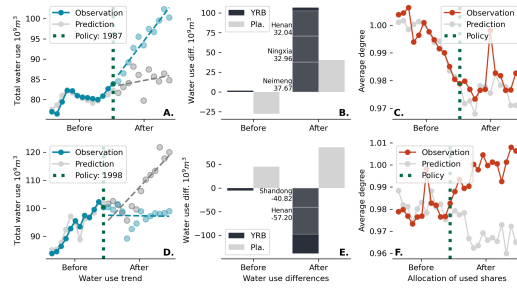 Total water use 10⁹m³
100
95
90
85
80
Observation
Prediction
Policy: 1987
A.
Before
After
Water use diff. 10⁹m³
100
75
50
25
0
−25
YRB
Pla.
Henan
32.04
Ningxia
32.96
Neimeng
37.67
B.
Before
After
Average degree
1.00
0.99
0.98
0.97
Observation
Prediction
Policy
C.
Before
After
Total water use 10⁹m³
120
110
100
90
Observation
Prediction
Policy: 1998
D.
Before
After
Water use trend
Water use diff. 10⁹m³
50
0
−50
−100
YRB
Pla.
Shandong
-40.82
Henan
-57.20
E.
Before
After
Water use differences
Average degree
1.01
1.00
0.99
0.98
0.97
0.96
Observation
Prediction
Policy
F.
Before
After
Allocation of used shares